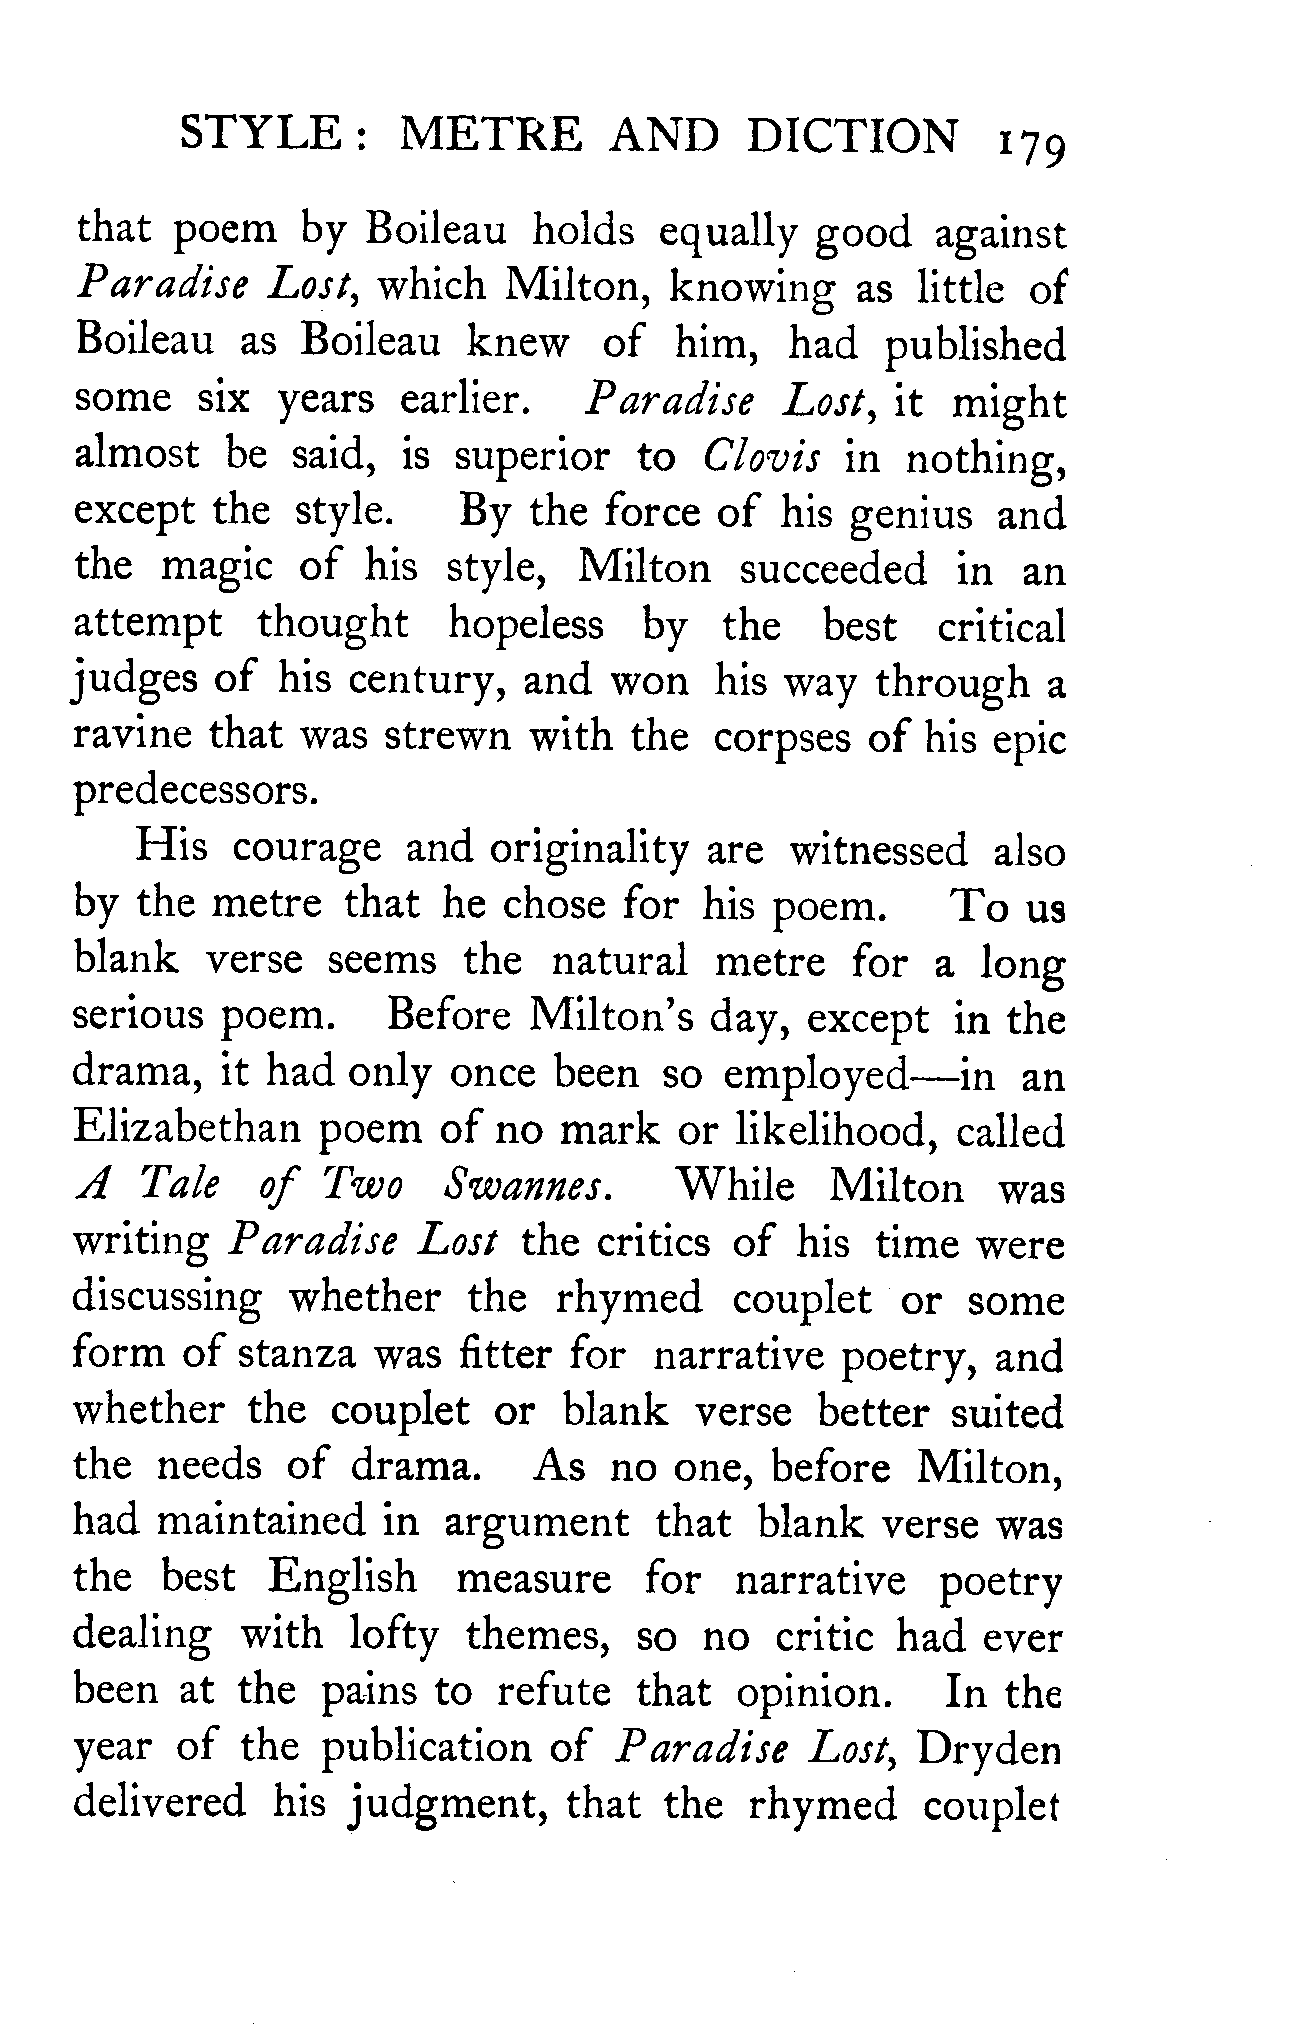 STYLE: METRE AND DICTION 179
that poem by Boileau holds equally good against
Paradise Lost, which Milton, knowing as little of
Boileau as Boileau knew of him, had published
some six years earlier. Paradise Lost, it might
almost be said, is superior to Clovis in nothing,
except the style. By the force of his genius and
the magic of his style, Milton succeeded in an
attempt thought hopeless by the best critical
judges of his century, and won his way through a
ravine that was strewn with the corpses of his epic
predecessors.
His courage and originality are witnessed also
by the metre that he chose for his poem. To us
blank verse seems the natural metre for a long
serious poem. Before Milton's day, except in the
drama, it had only once been so employed—in an
Elizabethan poem of no mark or likelihood, called
A Tale of Two Swannes. While Milton was
writing Paradise Lost the critics of his time were
discussing whether the rhymed couplet or some
form of stanza was fitter for narrative poetry, and
whether the couplet or blank verse better suited
the needs of drama. As no one, before Milton,
had maintained in argument that blank verse was
the best English measure for narrative poetry
dealing with lofty themes, so no critic had ever
been at the pains to refute that opinion. In the
year of the publication of Paradise Lost, Dryden
delivered his judgment, that the rhymed couplet